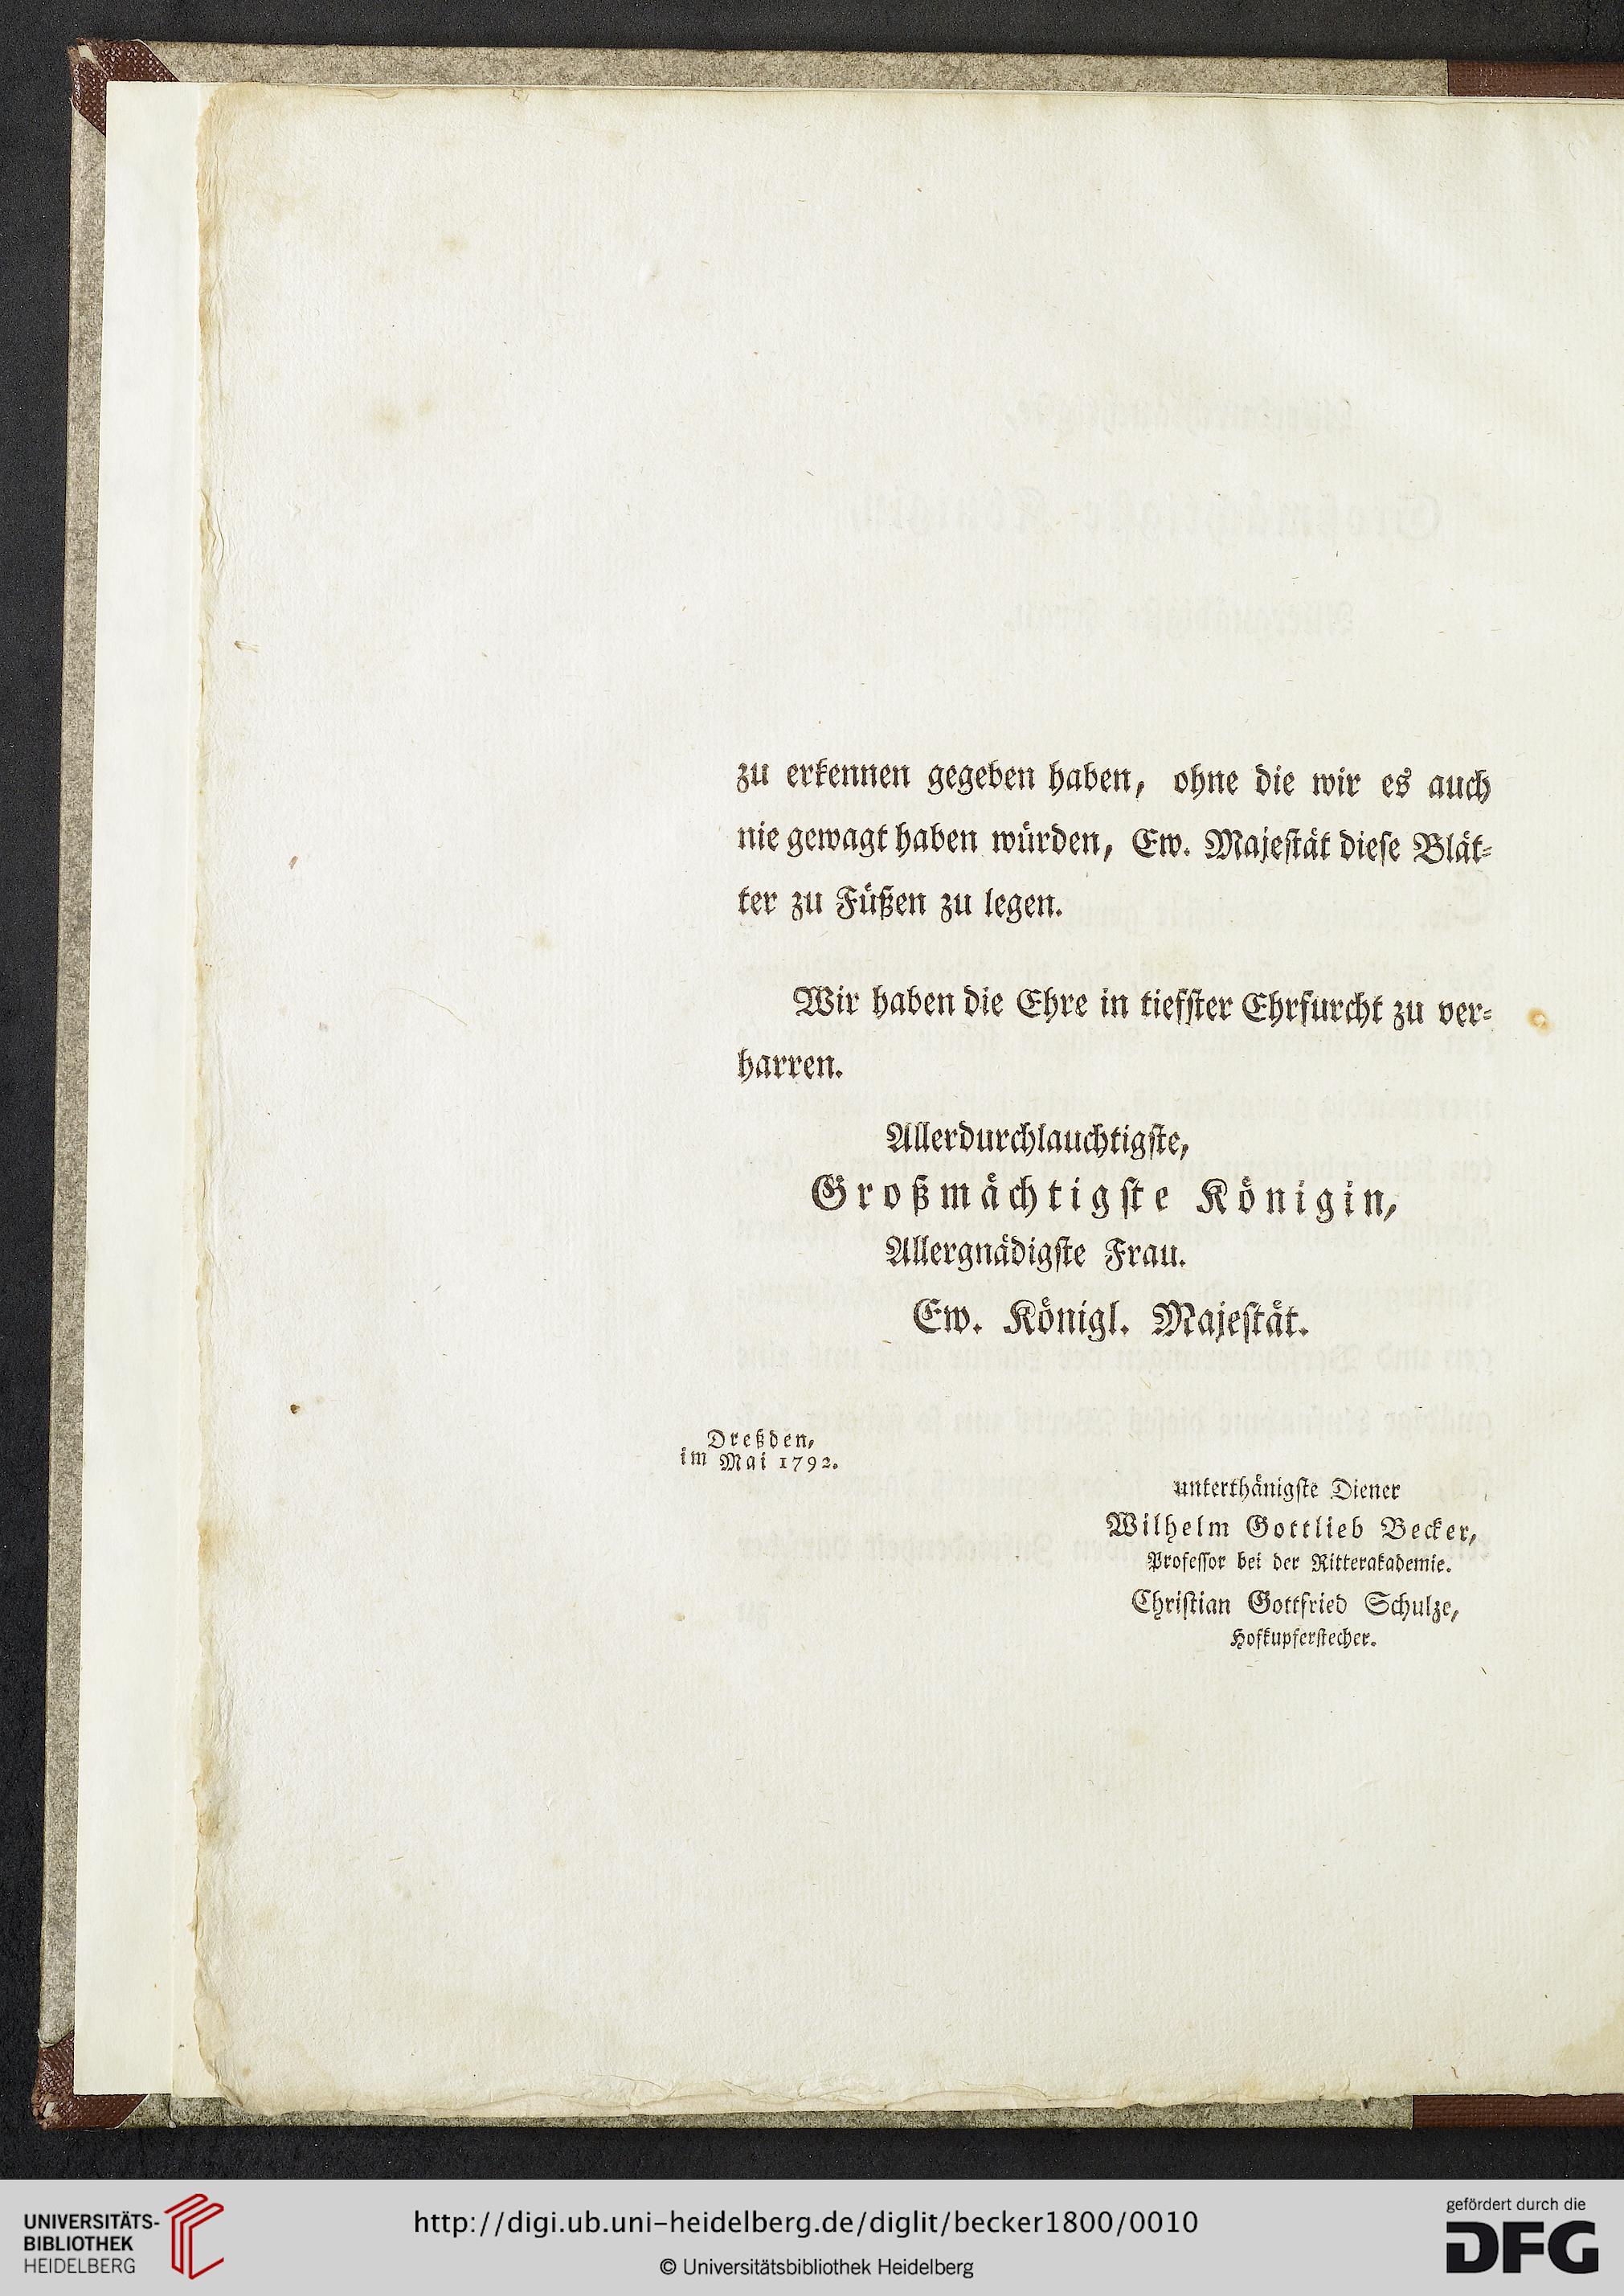 zu erkennen gegeben haben, ohne die wir es auch
nie gewagt haben würden, Ew. Majestät diese Blät-
ter zu Füßen zu legen.
Wir haben die Ehre in tiefster Ehrfurcht zu ver-
harren.
Allerdurchlauchtigste,
Großmächtigste Königin,
Allergnädigste Frau.
Ew. Königl. Majestät.
Dreßden,
im Mai 1792.
unterthänigste Diener
Wilhelm Gottlieb Becker,
Professor bei der Ritterakademie.
Christian Gottfried Schulze,
Hofkupferstecher.
UNIVERSITÄTS-
BIBLIOTHEK
HEIDELBERG
http://digi.ub.uni-heidelberg.de/diglit/becker1800/0010
© Universitätsbibliothek Heidelberg
gefördert durch die
DFG